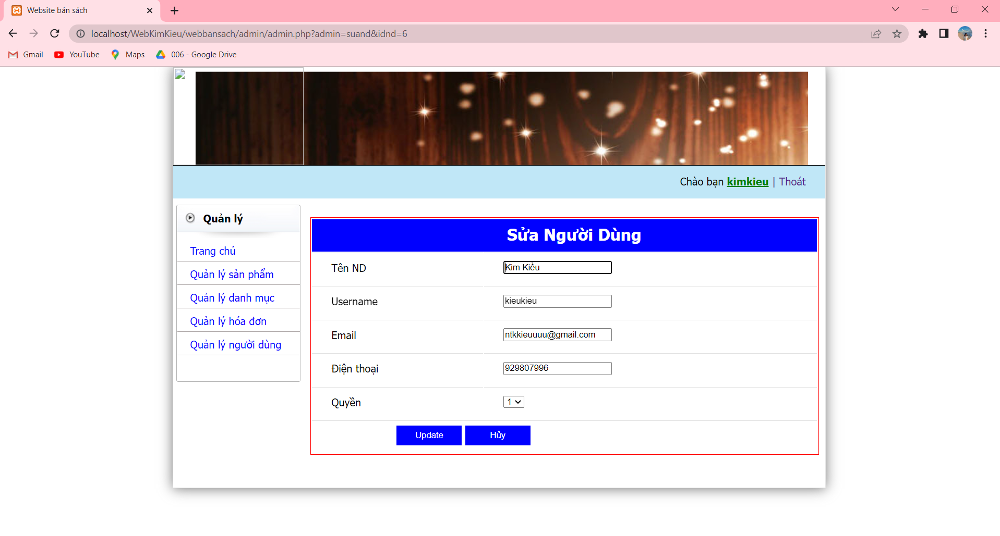 Website bán sách
localhost/WebKimKieu/webbansach/admin/admin.php?admin=suand&idnd=6
Gmail YouTube Maps 006 - Google Drive
Chào bạn kimkieu | Thoát
Quản lý
Trang chủ
Quản lý sản phẩm
Quản lý danh mục
Quản lý hóa đơn
Quản lý người dùng
Sửa Người Dùng
Tên ND Kim Kiều
Username kieukieu
Email ntkkieuuuu@gmail.com
Điện thoại 929807996
Quyền 1
Update Hủy